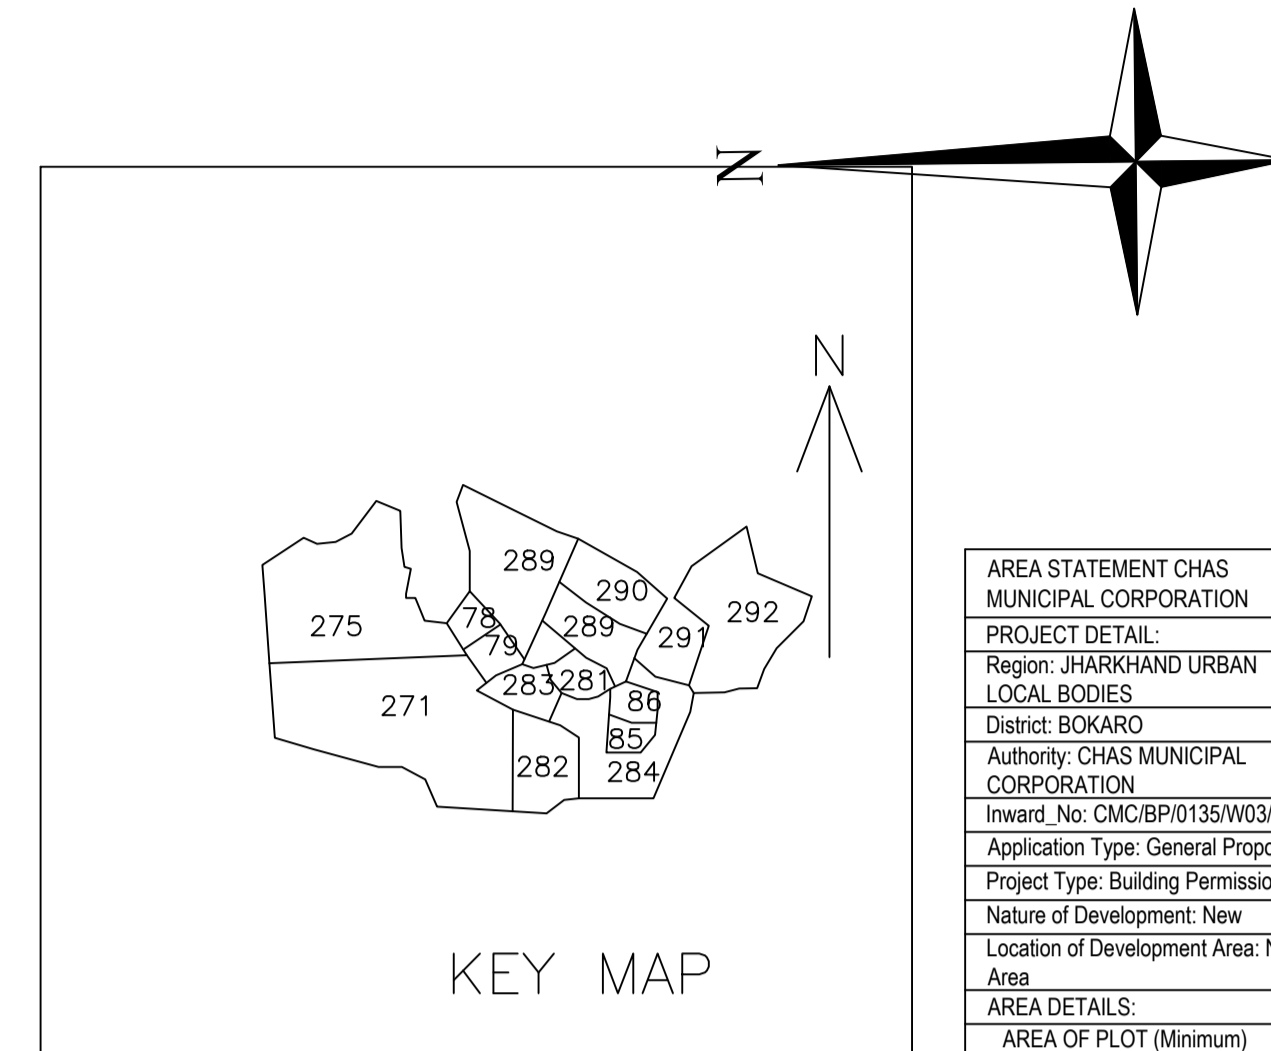 N
N
289
290
292
275
78
289
291
79
283
281
271
86
85
282
284
KEY MAP
AREA STATEMENT CHAS
MUNICIPAL CORPORATION
PROJECT DETAIL:
Region: JHARKHAND URBAN
LOCAL BODIES
District: BOKARO
Authority: CHAS MUNICIPAL
CORPORATION
Inward_No: CMC/BP/0135/W03/
Application Type: General
Project Type: Building
Nature of Development: New
Location of Development Area:
Area
AREA DETAILS:
AREA OF PLOT (Minimum)